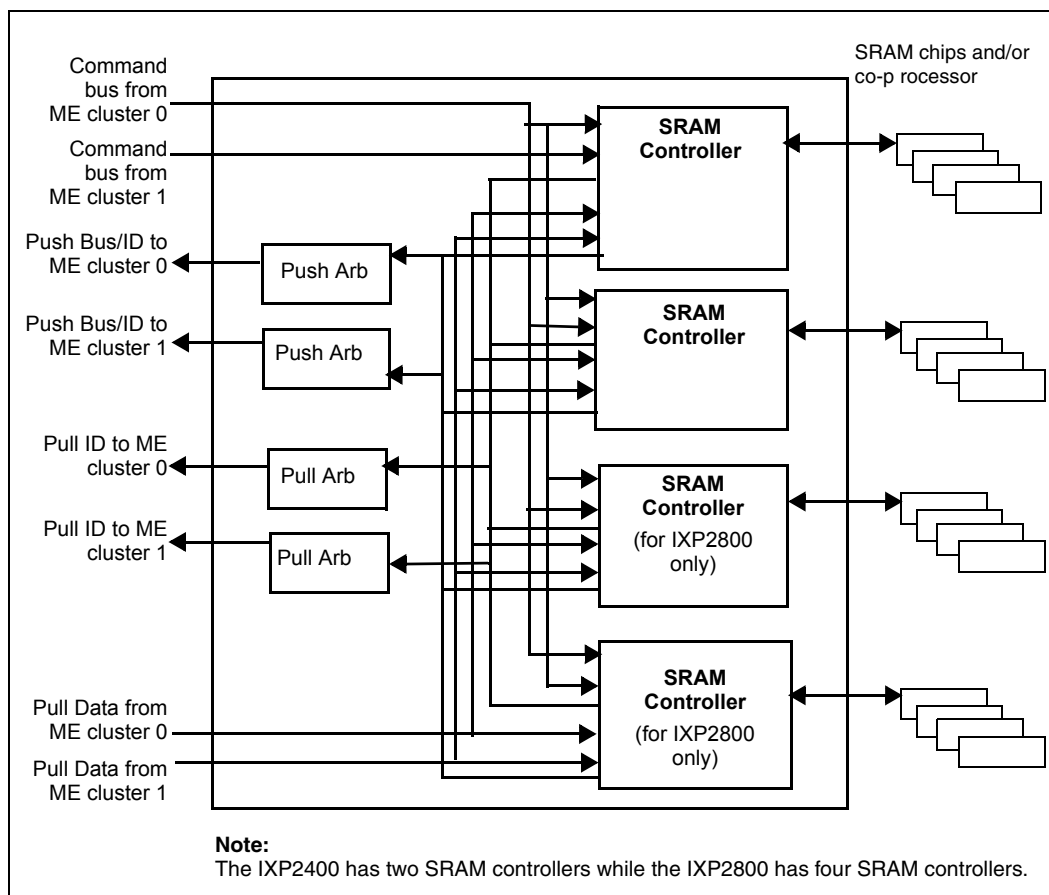 Command
bus from
ME cluster 0
Command
bus from
ME cluster 1
Push Bus/ID to
ME cluster 0
Push Bus/ID to
ME cluster 1
Pull ID to ME
cluster 0
Pull ID to ME
cluster 1
Pull Data from
ME cluster 0
Pull Data from
ME cluster 1
Push Arb
Push Arb
Pull Arb
Pull Arb
SRAM
Controller
SRAM
Controller
SRAM
Controller
(for IXP2800
only)
SRAM
Controller
(for IXP2800
only)
SRAM chips and/or
co-p rocessor
Note:
The IXP2400 has two SRAM controllers while the IXP2800 has four SRAM controllers.